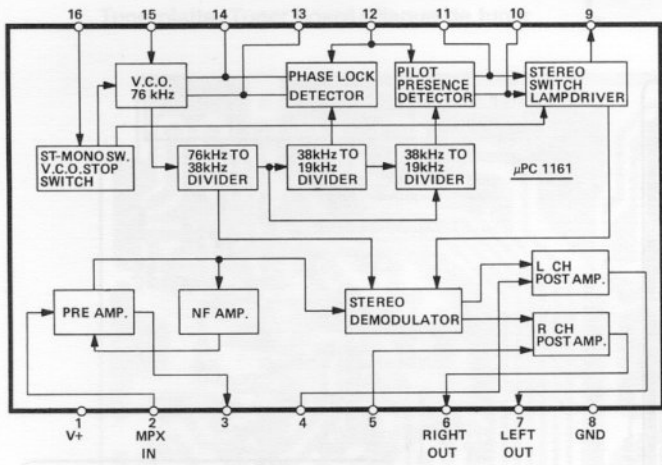 16 15 14 13 12 11 10 9
V.C.O.
76 kHz
PHASE LOCK
DETECTOR
PILOT
PRESENCE
DETECTOR
STEREO
SWITCH
LAMP DRIVER
ST-MONO SW.
V.C.O. STOP
SWITCH
76kHz TO
38kHz
DIVIDER
38kHz TO
19kHz
DIVIDER
38kHz TO
19kHz
DIVIDER
μPC 1161
PRE AMP.
NF AMP.
STEREO
DEMODULATOR
L CH
POST AMP.
R CH
POST AMP.
1 2 3 4 5 6 7 8
V+
MPX
IN
RIGHT
OUT
LEFT
OUT
GND